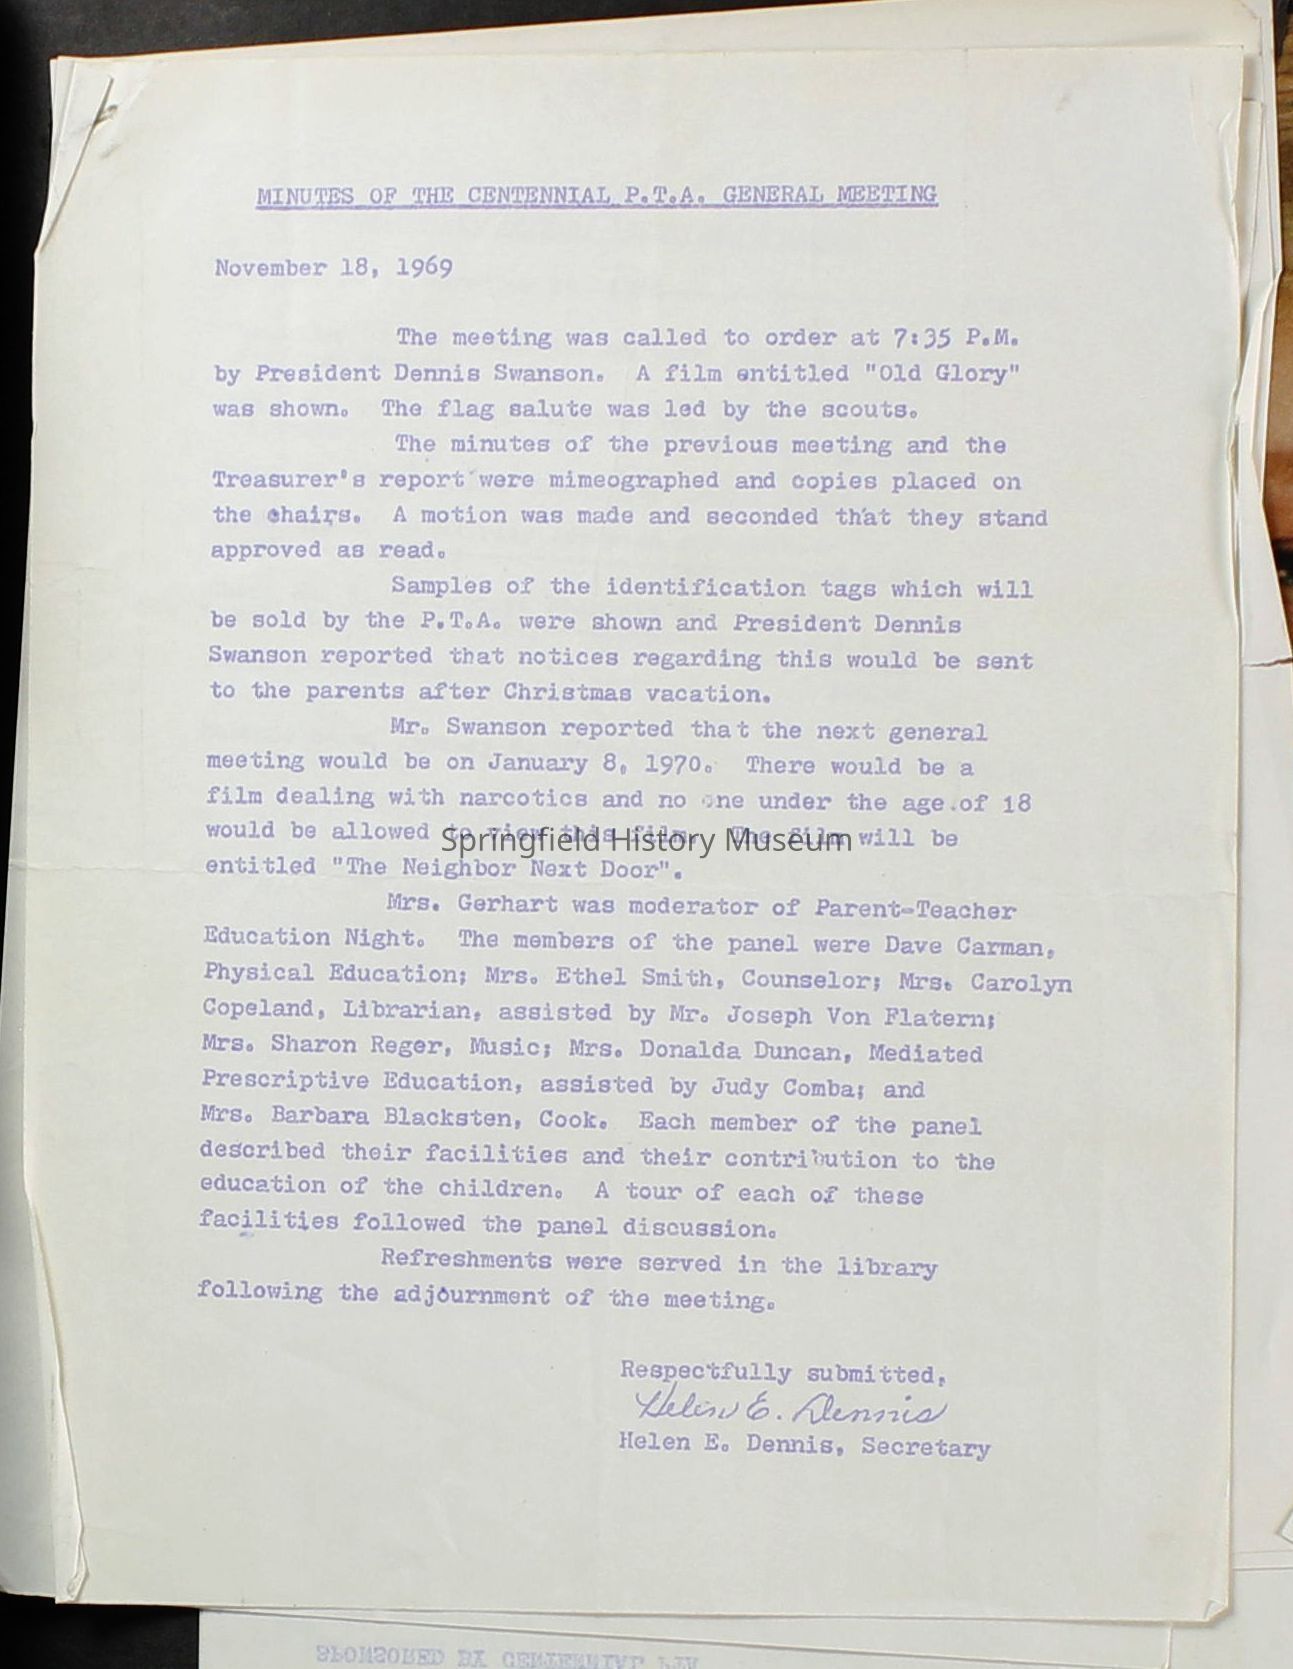 MINUTES OF THE CENTENNIAL P.T.A. GENERAL MEETING
November 18, 1969
The meeting was called to order at 7:35 P.M.
by President Dennis Swanson. A film entitled "Old Glory"
was shown. The flag salute was led by the scouts.
The minutes of the previous meeting and the
Treasurer's report were mimeographed and copies placed on
the chairs. A motion was made and seconded that they stand
approved as read.
Samples of the identification tags which will
be sold by the P.T.A. were shown and President Dennis
Swanson reported that notices regarding this would be sent
to the parents after Christmas vacation.
Mr. Swanson reported that the next general
meeting would be on January 8, 1970. There would be a
film dealing with narcotics and no one under the age of 18
would be allowed to view this film. The film will be
Springfield History Museum
entitled "The Neighbor Next Door".
Mrs. Gerhart was moderator of Parent-Teacher
Education Night. The members of the panel were Dave Carman,
Physical Education; Mrs. Ethel Smith, Counselor; Mrs. Carolyn
Copeland, Librarian, assisted by Mr. Joseph Von Flatern;
Mrs. Sharon Reger, Music; Mrs. Donalda Duncan, Mediated
Prescriptive Education, assisted by Judy Comba; and
Mrs. Barbara Blacksten, Cook. Each member of the panel
described their facilities and their contribution to the
education of the children. A tour of each of these
facilities followed the panel discussion.
Refreshments were served in the library
following the adjournment of the meeting.
Respectfully submitted,
Helen E. Dennis
Helen E. Dennis, Secretary
SPONSORED BY CENTENNIAL PTA